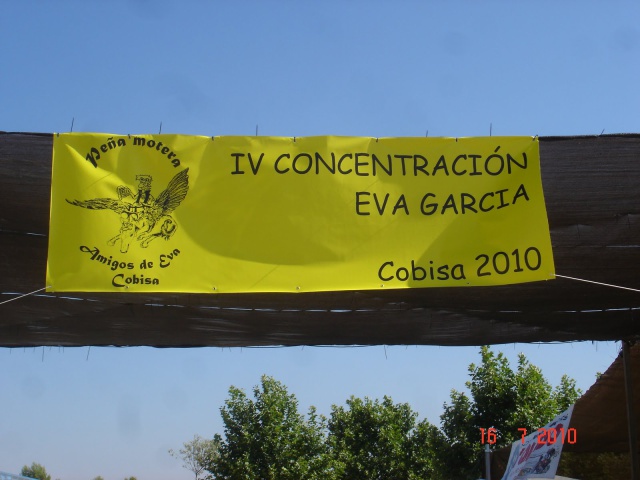 Peña motera
Amigos de Eva
Cobisa
IV CONCENTRACIÓN
EVA GARCIA
Cobisa 2010
16 7 2010